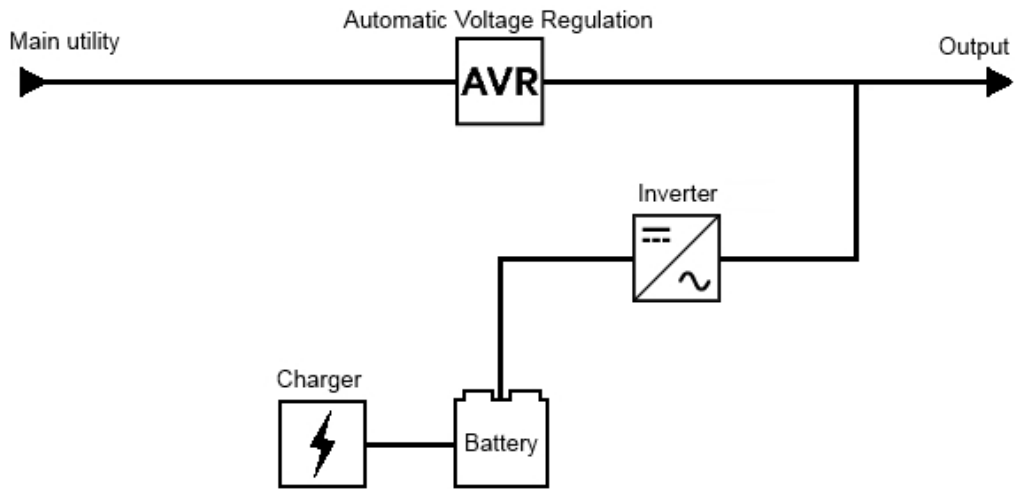 Automatic Voltage Regulation
Main utility
AVR
Output
Inverter
Charger
Battery